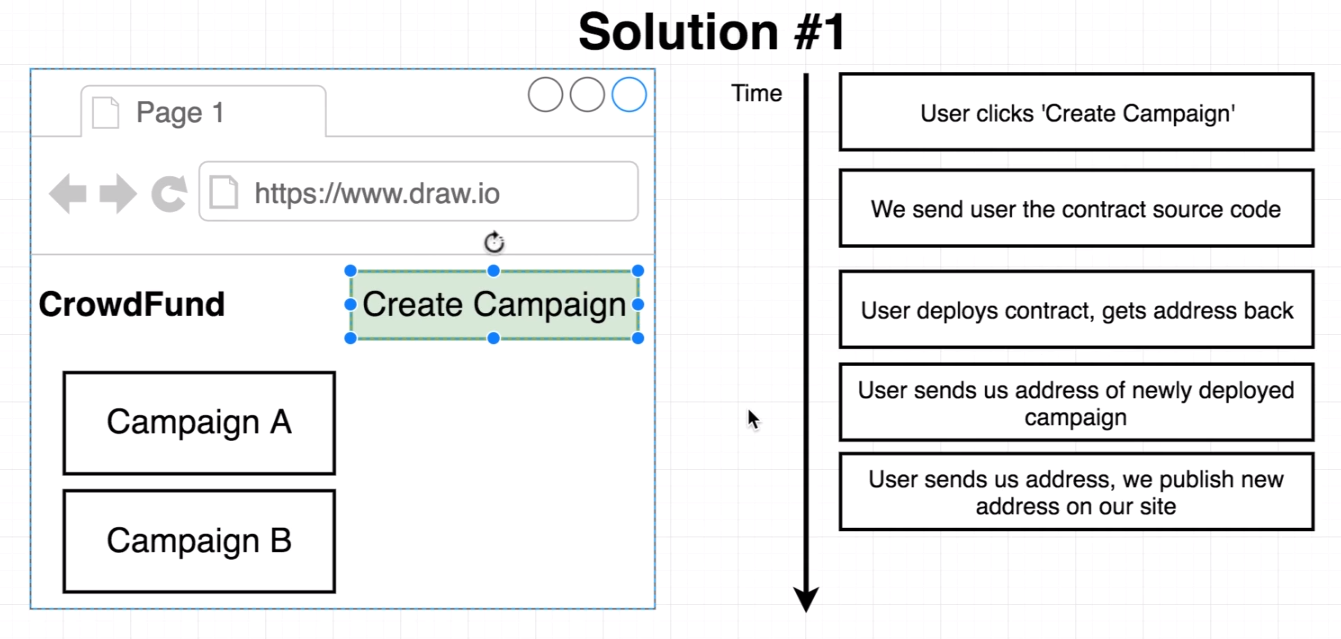 Solution #1
Page 1
https://www.draw.io
CrowdFund
Create Campaign
Campaign A
Campaign B
Time
User clicks 'Create Campaign'
We send user the contract source code
User deploys contract, gets address back
User sends us address of newly deployed
campaign
User sends us address, we publish new
address on our site